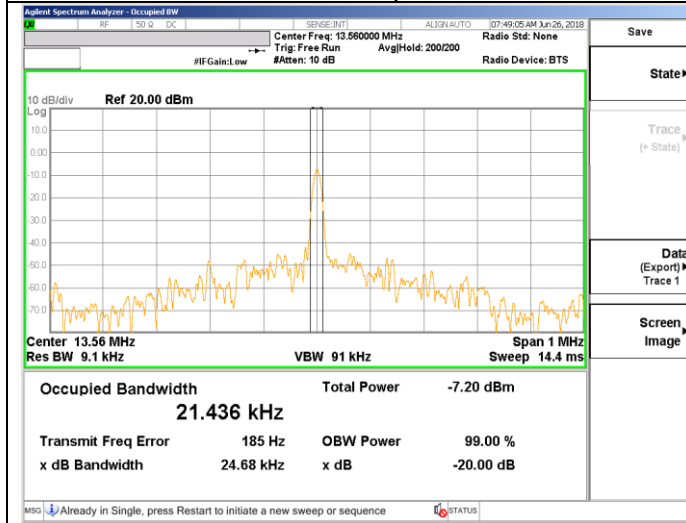 Agilent Spectrum Analyzer - Occupied BW
RF 50 Ω DC SENSE:INT ALIGN AUTO 07:49:05 AM Jun 26, 2018
Center Freq: 13.560000 MHz Radio Std: None
Trig: Free Run Avg|Hold: 200/200
#IFGain:Low #Atten: 10 dB Radio Device: BTS
10 dB/div Ref 20.00 dBm
Log
10.0
0.00
-10.0
-20.0
-30.0
-40.0
-50.0
-60.0
-70.0
Center 13.56 MHz Span 1 MHz
Res BW 9.1 kHz VBW 91 kHz Sweep 14.4 ms
Occupied Bandwidth Total Power -7.20 dBm
21.436 kHz
Transmit Freq Error 185 Hz OBW Power 99.00 %
x dB Bandwidth 24.68 kHz x dB -20.00 dB
MSG Already in Single, press Restart to initiate a new sweep or sequence STATUS
Save
State
Trace
(+ State)
Data
(Export)
Trace 1
Screen
Image